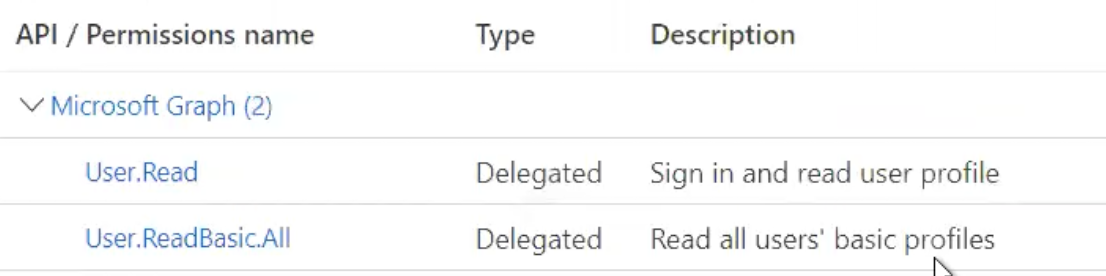 API / Permissions name Type Description
Microsoft Graph (2)
User.Read Delegated Sign in and read user profile
User.ReadBasic.All Delegated Read all users' basic profiles